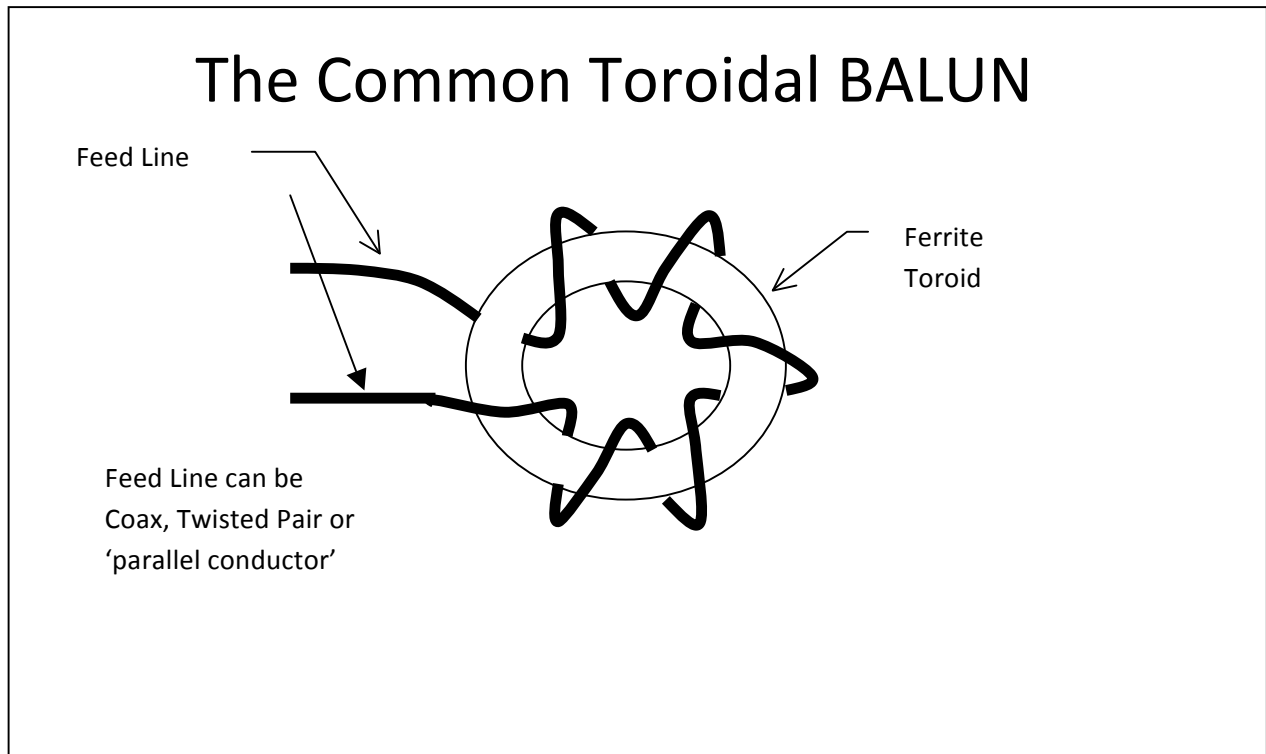 The Common Toroidal BALUN
Feed Line
Ferrite
Toroid
Feed Line can be
Coax, Twisted Pair or
‘parallel conductor’